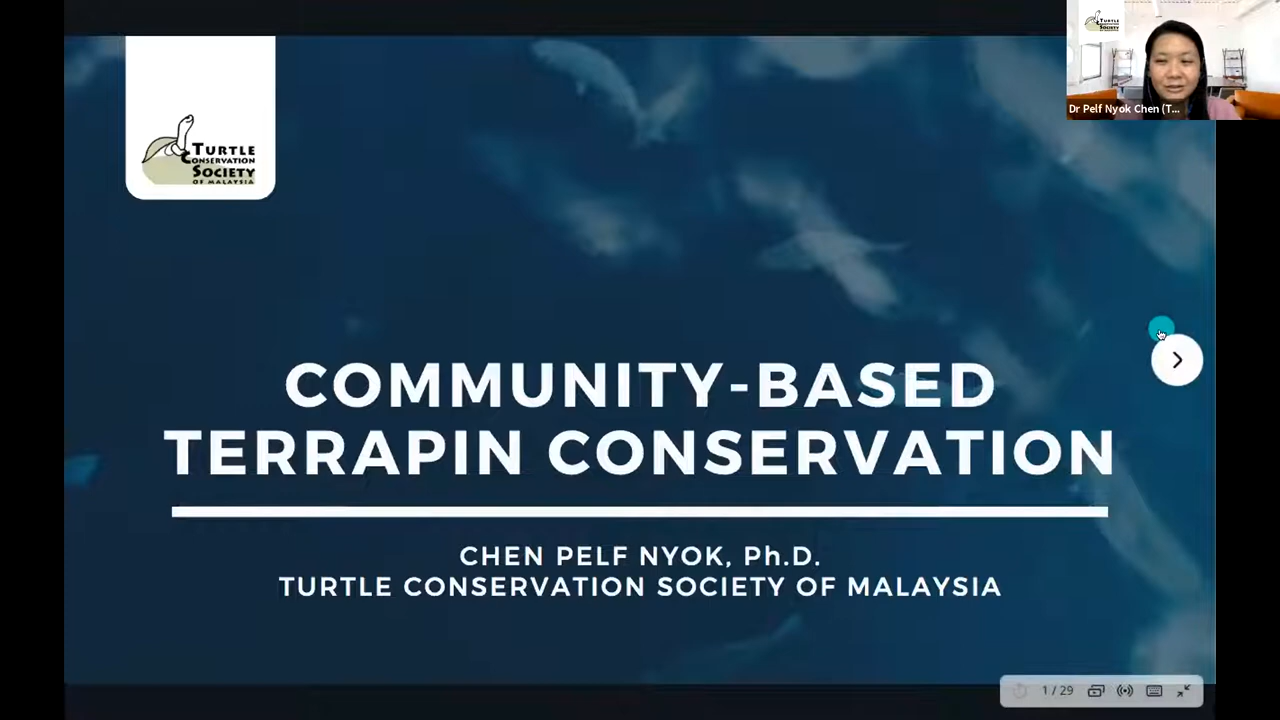 TURTLE
CONSERVATION
SOCIETY
OF MALAYSIA
Dr Pelf Nyok Chen (T...
COMMUNITY-BASED
TERRAPIN CONSERVATION
CHEN PELF NYOK, Ph.D.
TURTLE CONSERVATION SOCIETY OF MALAYSIA
1 / 29